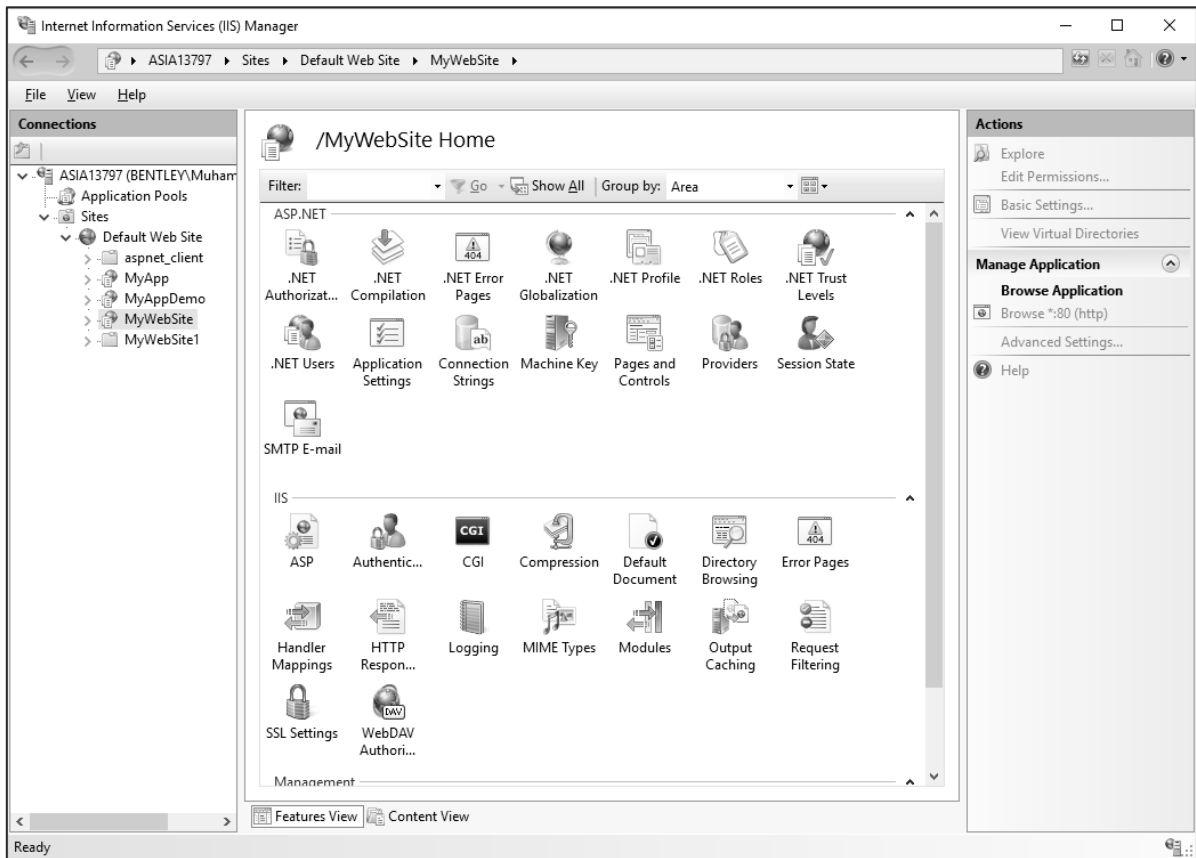 Internet Information Services (IIS) Manager
ASIA13797 Sites Default Web Site MyWebSite
File View Help
Connections
ASIA13797 (BENTLEY\Muham
Application Pools
Sites
Default Web Site
aspnet_client
MyApp
MyAppDemo
MyWebSite
MyWebSite1
/MyWebSite Home
Filter: Go Show All Group by: Area
ASP.NET
.NET Authorizat...
.NET Compilation
404
.NET Error Pages
.NET Globalization
.NET Profile
.NET Roles
.NET Trust Levels
.NET Users
Application Settings
ab
Connection Strings
Machine Key
Pages and Controls
Providers
Session State
SMTP E-mail
IIS
ASP
Authentic...
CGI
CGI
Compression
Default Document
Directory Browsing
404
Error Pages
Handler Mappings
HTTP Respon...
Logging
MIME Types
Modules
Output Caching
Request Filtering
SSL Settings
DAV
WebDAV Authori...
Management
Features View Content View
Actions
Explore
Edit Permissions...
Basic Settings...
View Virtual Directories
Manage Application
Browse Application
Browse *:80 (http)
Advanced Settings...
Help
Ready